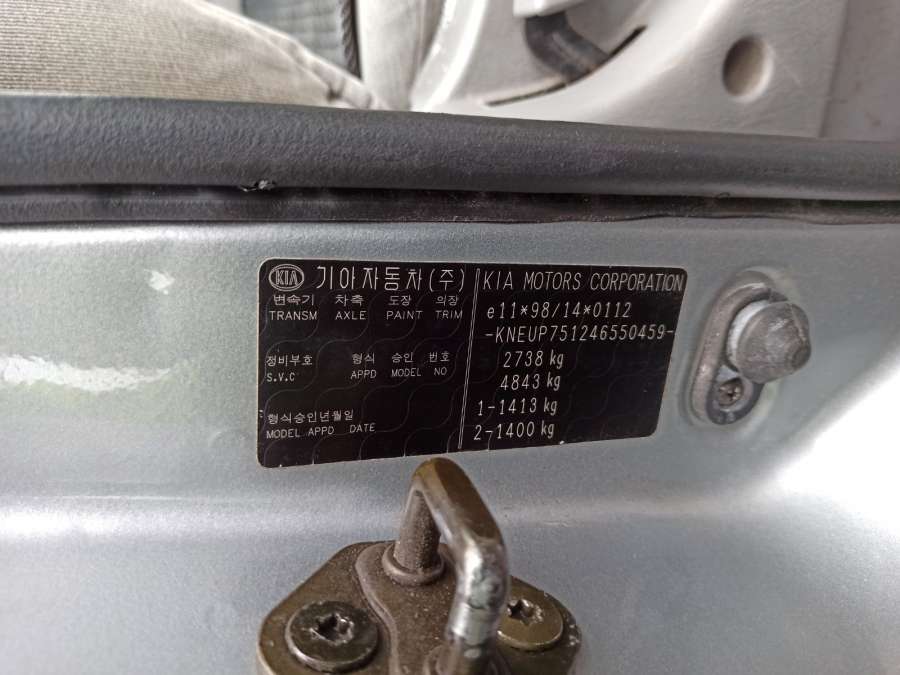 KIA 기아자동차(주)
변속기 차축 도장 의장
TRANSM AXLE PAINT TRIM
정비부호 형식 승인 번호
S.V.C APPD MODEL NO
형식승인년월일
MODEL APPD DATE
KIA MOTORS CORPORATION
e11*98/14*0112
-KNEUP751246550459-
2738 kg
4843 kg
1-1413 kg
2-1400 kg